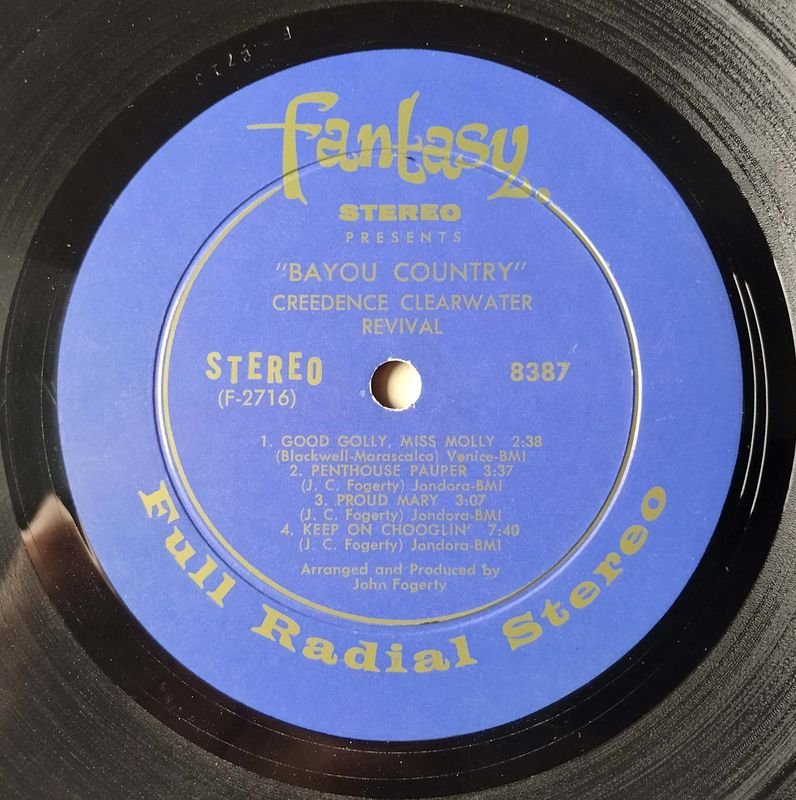 Fantasy.
STEREO
PRESENTS
"BAYOU COUNTRY"
CREEDENCE CLEARWATER
REVIVAL
STEREO 8387
(F-2716)
1. GOOD GOLLY, MISS MOLLY 2:38
(Blackwell-Marascalco) Venice-BMI
2. PENTHOUSE PAUPER 3:37
(J. C. Fogerty) Jondora-BMI
3. PROUD MARY 3:07
(J. C. Fogerty) Jondora-BMI
4. KEEP ON CHOOGLIN' 7:40
(J. C. Fogerty) Jondora-BMI
Arranged and Produced by
John Fogerty
Full Radial Stereo